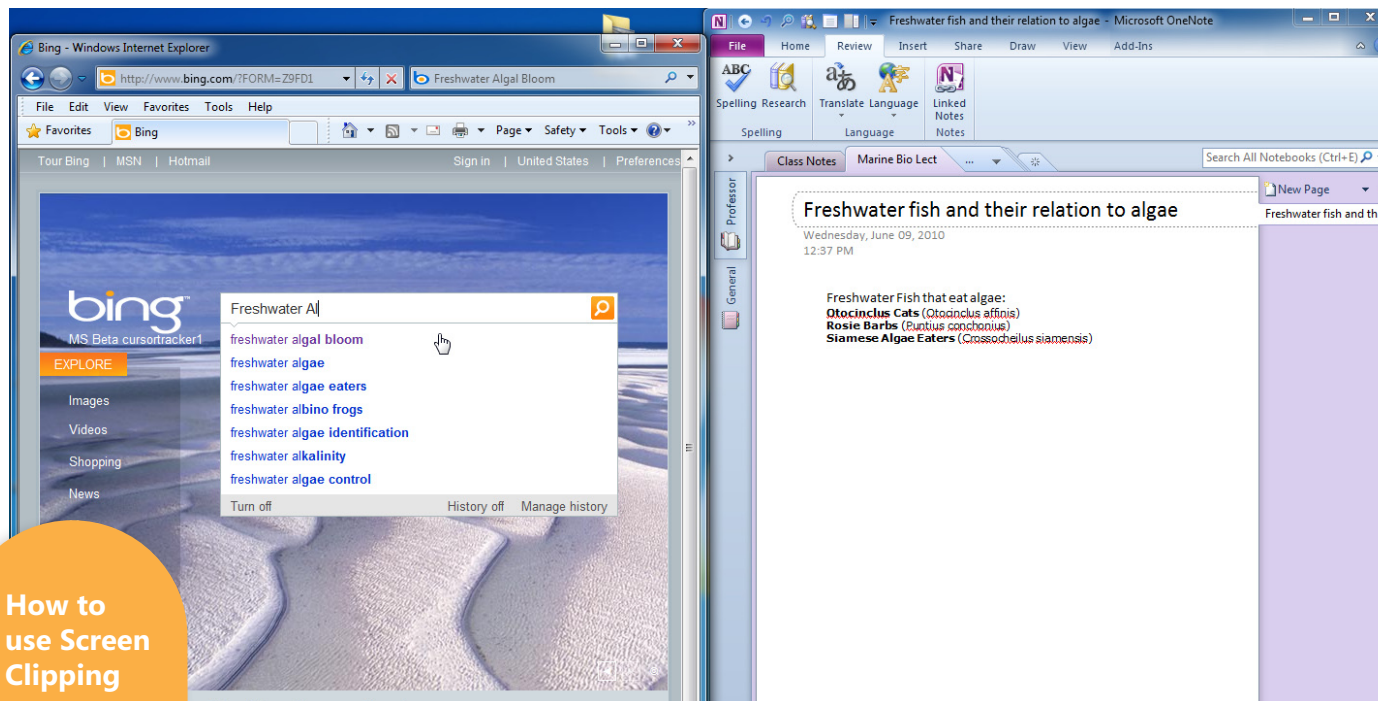 Bing - Windows Internet Explorer
http://www.bing.com/?FORM=Z9FD1
Freshwater Algal Bloom
File Edit View Favorites Tools Help
Favorites Bing Page Safety Tools
Tour Bing | MSN | Hotmail Sign in | United States | Preferences
bing™
MS Beta cursortracker1
EXPLORE
Images
Videos
Shopping
News
Freshwater Al
freshwater algal bloom
freshwater algae
freshwater algae eaters
freshwater albino frogs
freshwater algae identification
freshwater alkalinity
freshwater algae control
Turn off History off Manage history
How to
use Screen
Clipping
Freshwater fish and their relation to algae - Microsoft OneNote
File Home Review Insert Share Draw View Add-Ins
ABC
Spelling Research Translate Language Linked
Notes
Spelling Language Notes
Class Notes Marine Bio Lect ... Search All Notebooks (Ctrl+E)
Professor
General
New Page
Freshwater fish and th
Freshwater fish and their relation to algae
Wednesday, June 09, 2010
12:37 PM
Freshwater Fish that eat algae:
Otocinclus Cats (Otocinclus affinis)
Rosie Barbs (Puntius conchonius)
Siamese Algae Eaters (Crossocheilus siamensis)